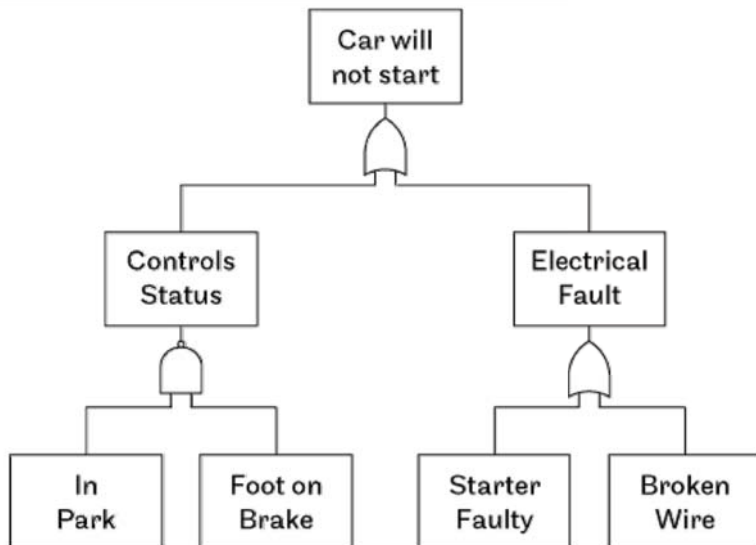 Car will
not start
Controls
Status
Electrical
Fault
In
Park
Foot on
Brake
Starter
Faulty
Broken
Wire